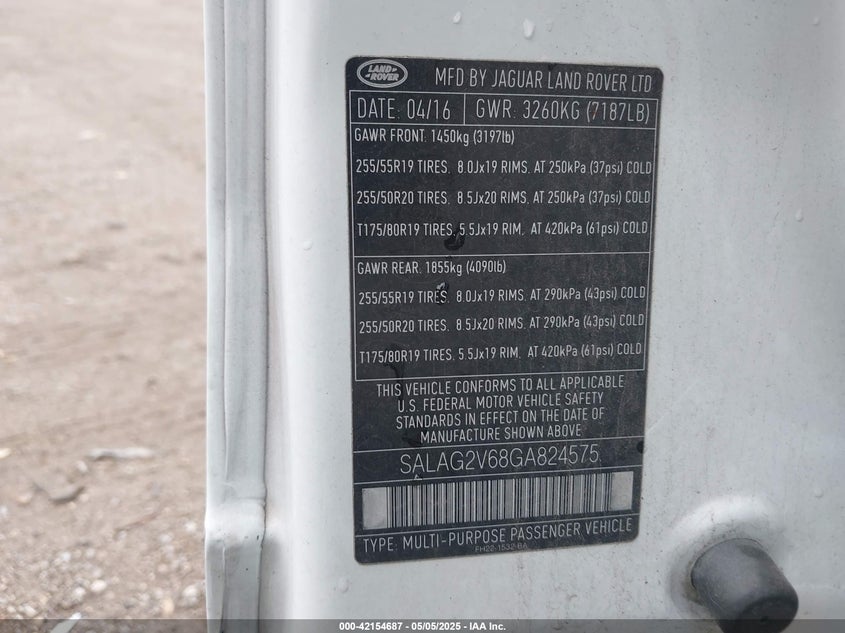 LAND ROVER
MFD BY JAGUAR LAND ROVER LTD
DATE: 04/16 GWR: 3260KG (7187LB)
GAWR FRONT: 1450kg (3197lb)
255/55R19 TIRES, 8.0Jx19 RIMS, AT 250kPa (37psi) COLD
255/50R20 TIRES, 8.5Jx20 RIMS, AT 250kPa (37psi) COLD
T175/80R19 TIRES, 5.5Jx19 RIM, AT 420kPa (61psi) COLD
GAWR REAR: 1855kg (4090lb)
255/55R19 TIRES, 8.0Jx19 RIMS, AT 290kPa (43psi) COLD
255/50R20 TIRES, 8.5Jx20 RIMS, AT 290kPa (43psi) COLD
T175/80R19 TIRES, 5.5Jx19 RIM, AT 420kPa (61psi) COLD
THIS VEHICLE CONFORMS TO ALL APPLICABLE
U.S. FEDERAL MOTOR VEHICLE SAFETY
STANDARDS IN EFFECT ON THE DATE OF
MANUFACTURE SHOWN ABOVE
SALAG2V68GA824575
TYPE: MULTI-PURPOSE PASSENGER VEHICLE
FH22-1532-BA
000-42154687 - 05/05/2025 - IAA Inc.